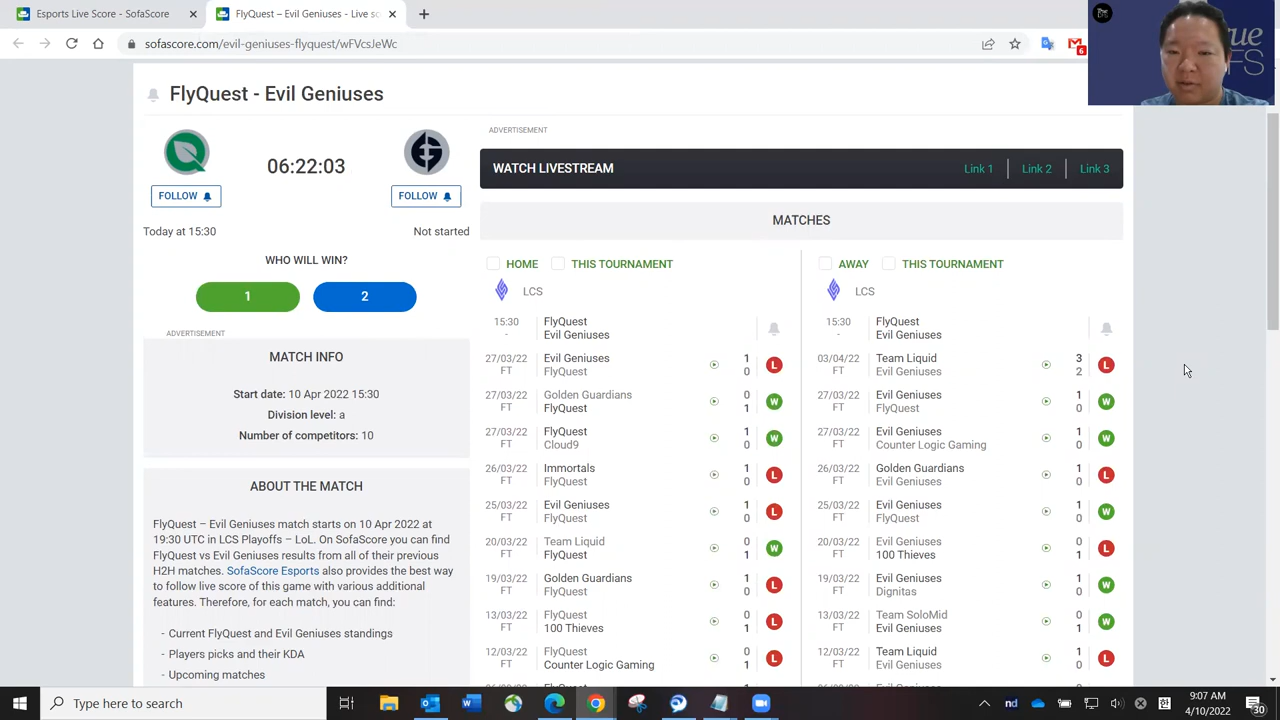 Esports Live Score - SofaScore
FlyQuest – Evil Geniuses - Live sc
sofascore.com/evil-geniuses-flyquest/wFVcsJeWc
6
FlyQuest - Evil Geniuses
06:22:03
FOLLOW
FOLLOW
Today at 15:30
Not started
WHO WILL WIN?
1
2
ADVERTISEMENT
MATCH INFO
Start date: 10 Apr 2022 15:30
Division level: a
Number of competitors: 10
ABOUT THE MATCH
FlyQuest – Evil Geniuses match starts on 10 Apr 2022 at
19:30 UTC in LCS Playoffs – LoL. On SofaScore you can find
FlyQuest vs Evil Geniuses results from all of their previous
H2H matches. SofaScore Esports also provides the best way
to follow live score of this game with various additional
features. Therefore, for each match, you can find:
- Current FlyQuest and Evil Geniuses standings
- Players picks and their KDA
- Upcoming matches
ADVERTISEMENT
WATCH LIVESTREAM
Link 1
Link 2
Link 3
MATCHES
HOME
THIS TOURNAMENT
LCS
15:30 FlyQuest
- Evil Geniuses
27/03/22 Evil Geniuses 1
FT FlyQuest 0 L
27/03/22 Golden Guardians 0
FT FlyQuest 1 W
27/03/22 FlyQuest 1
FT Cloud9 0 W
26/03/22 Immortals 1
FT FlyQuest 0 L
25/03/22 Evil Geniuses 1
FT FlyQuest 0 L
20/03/22 Team Liquid 0
FT FlyQuest 1 W
19/03/22 Golden Guardians 1
FT FlyQuest 0 L
13/03/22 FlyQuest 0
FT 100 Thieves 1 L
12/03/22 FlyQuest 0
FT Counter Logic Gaming 1 L
AWAY
THIS TOURNAMENT
LCS
15:30 FlyQuest
- Evil Geniuses
03/04/22 Team Liquid 3
FT Evil Geniuses 2 L
27/03/22 Evil Geniuses 1
FT FlyQuest 0 W
27/03/22 Evil Geniuses 1
FT Counter Logic Gaming 0 W
26/03/22 Golden Guardians 1
FT Evil Geniuses 0 L
25/03/22 Evil Geniuses 1
FT FlyQuest 0 W
20/03/22 Evil Geniuses 0
FT 100 Thieves 1 L
19/03/22 Evil Geniuses 1
FT Dignitas 0 W
13/03/22 Team SoloMid 0
FT Evil Geniuses 1 W
12/03/22 Team Liquid 1
FT Evil Geniuses 0 L
Type here to search
nd
한
9:07 AM
4/10/2022
30